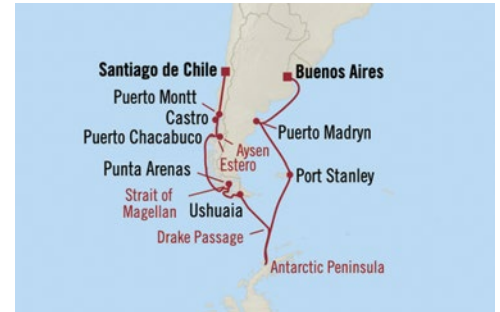 Santiago de Chile
Buenos Aires
Puerto Montt
Castro
Puerto Chacabuco
Puerto Madryn
Aysen
Estero
Punta Arenas
Port Stanley
Strait of
Magellan
Ushuaia
Drake Passage
Antarctic Peninsula